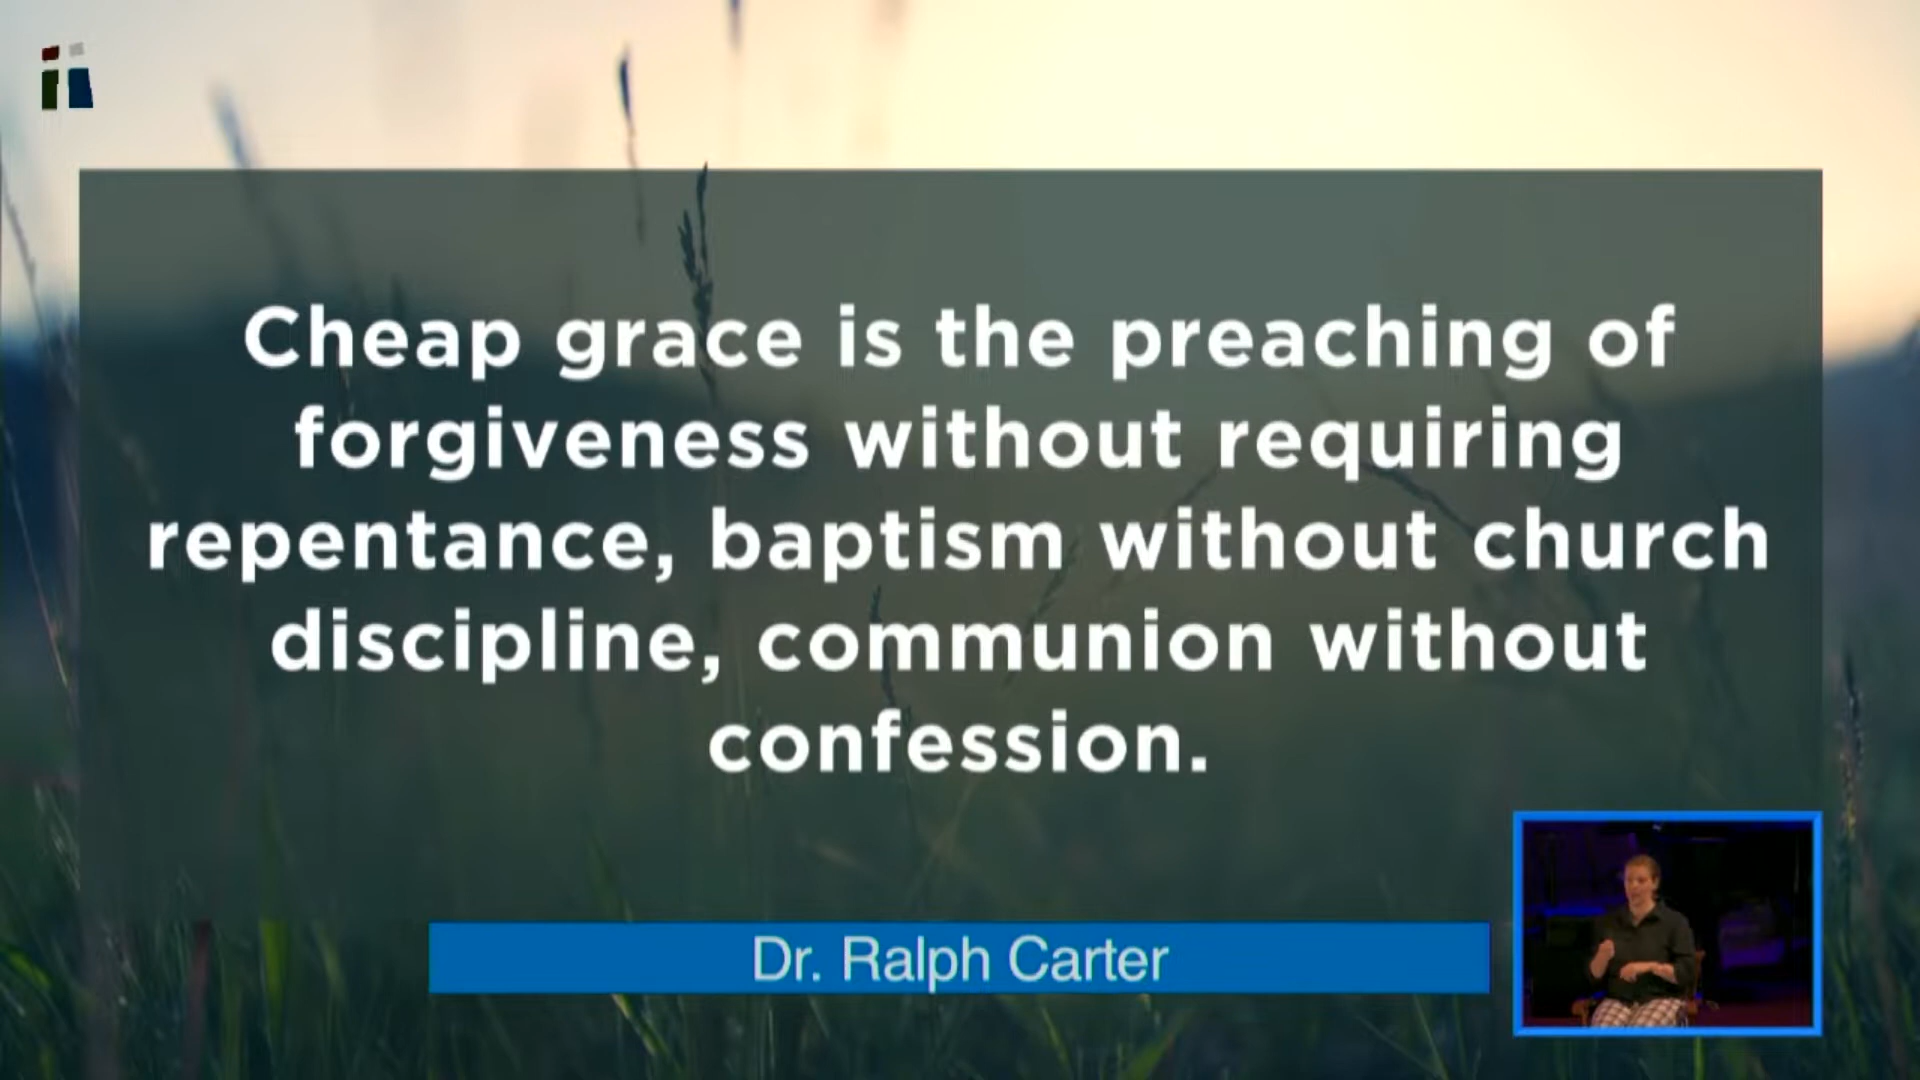 Cheap grace is the preaching of
forgiveness without requiring
repentance, baptism without church
discipline, communion without
confession.
Dr. Ralph Carter